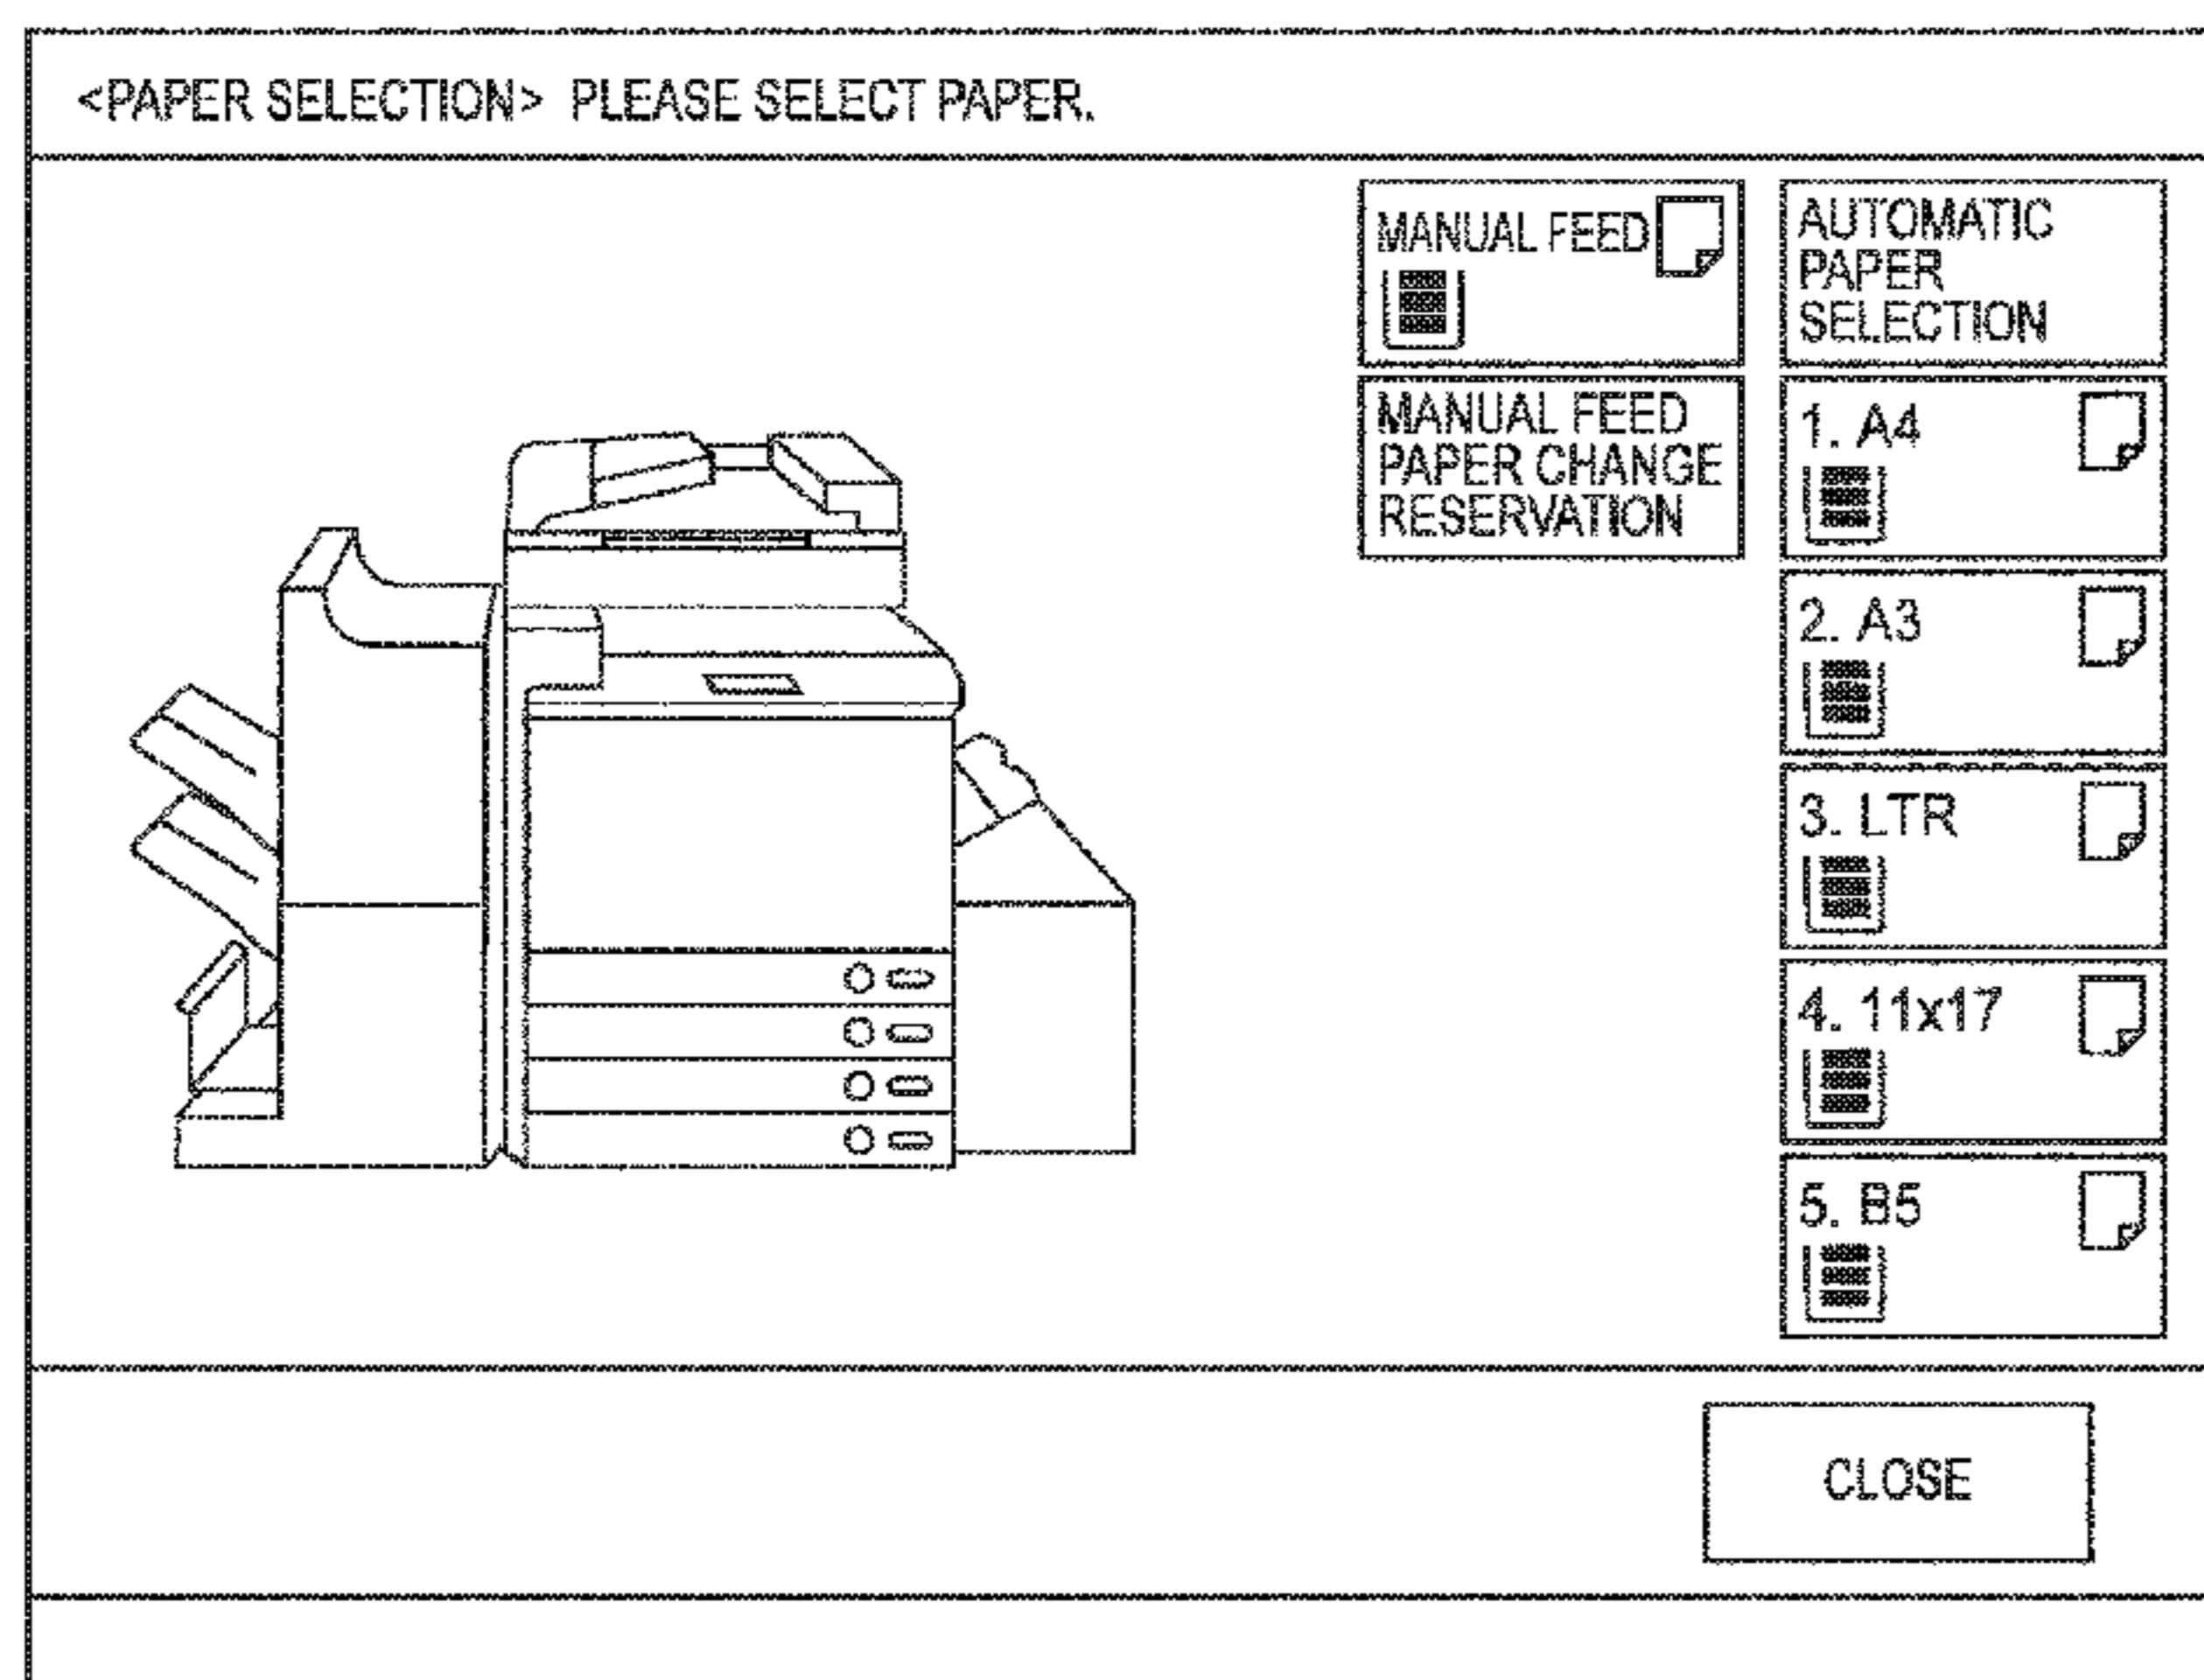 <PAPER SELECTION> PLEASE SELECT PAPER.
MANUAL FEED
MANUAL FEED
PAPER CHANGE
RESERVATION
AUTOMATIC
PAPER
SELECTION
1. A4
2. A3
3. LTR
4. 11x17
5. B5
CLOSE